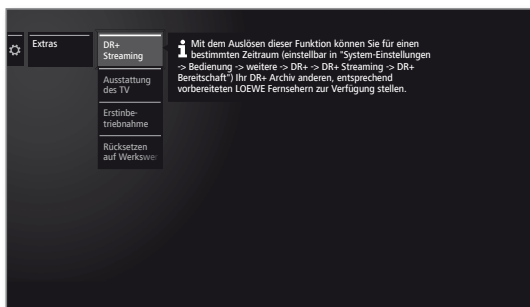 Extras
DR+
Streaming
Ausstattung
des TV
Erstinbe-
triebnahme
Rücksetzen
auf Werkswe
Mit dem Auslösen dieser Funktion können Sie für einen
bestimmten Zeitraum (einstellbar in "System-Einstellungen
-> Bedienung -> weitere -> DR+ -> DR+ Streaming -> DR+
Bereitschaft") Ihr DR+ Archiv anderen, entsprechend
vorbereiteten LOEWE Fernsehern zur Verfügung stellen.